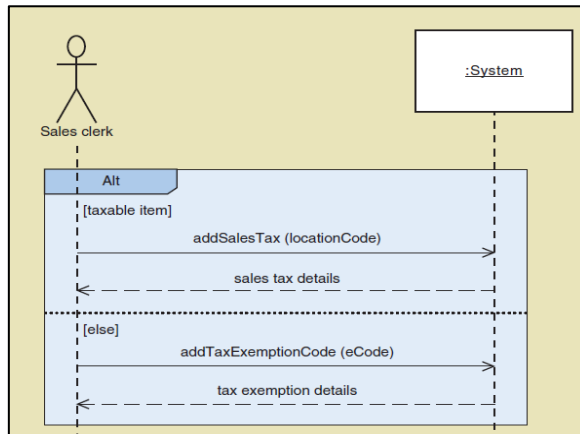 :System
Sales clerk
Alt
[taxable item]
addSalesTax (locationCode)
sales tax details
[else]
addTaxExemptionCode (eCode)
tax exemption details